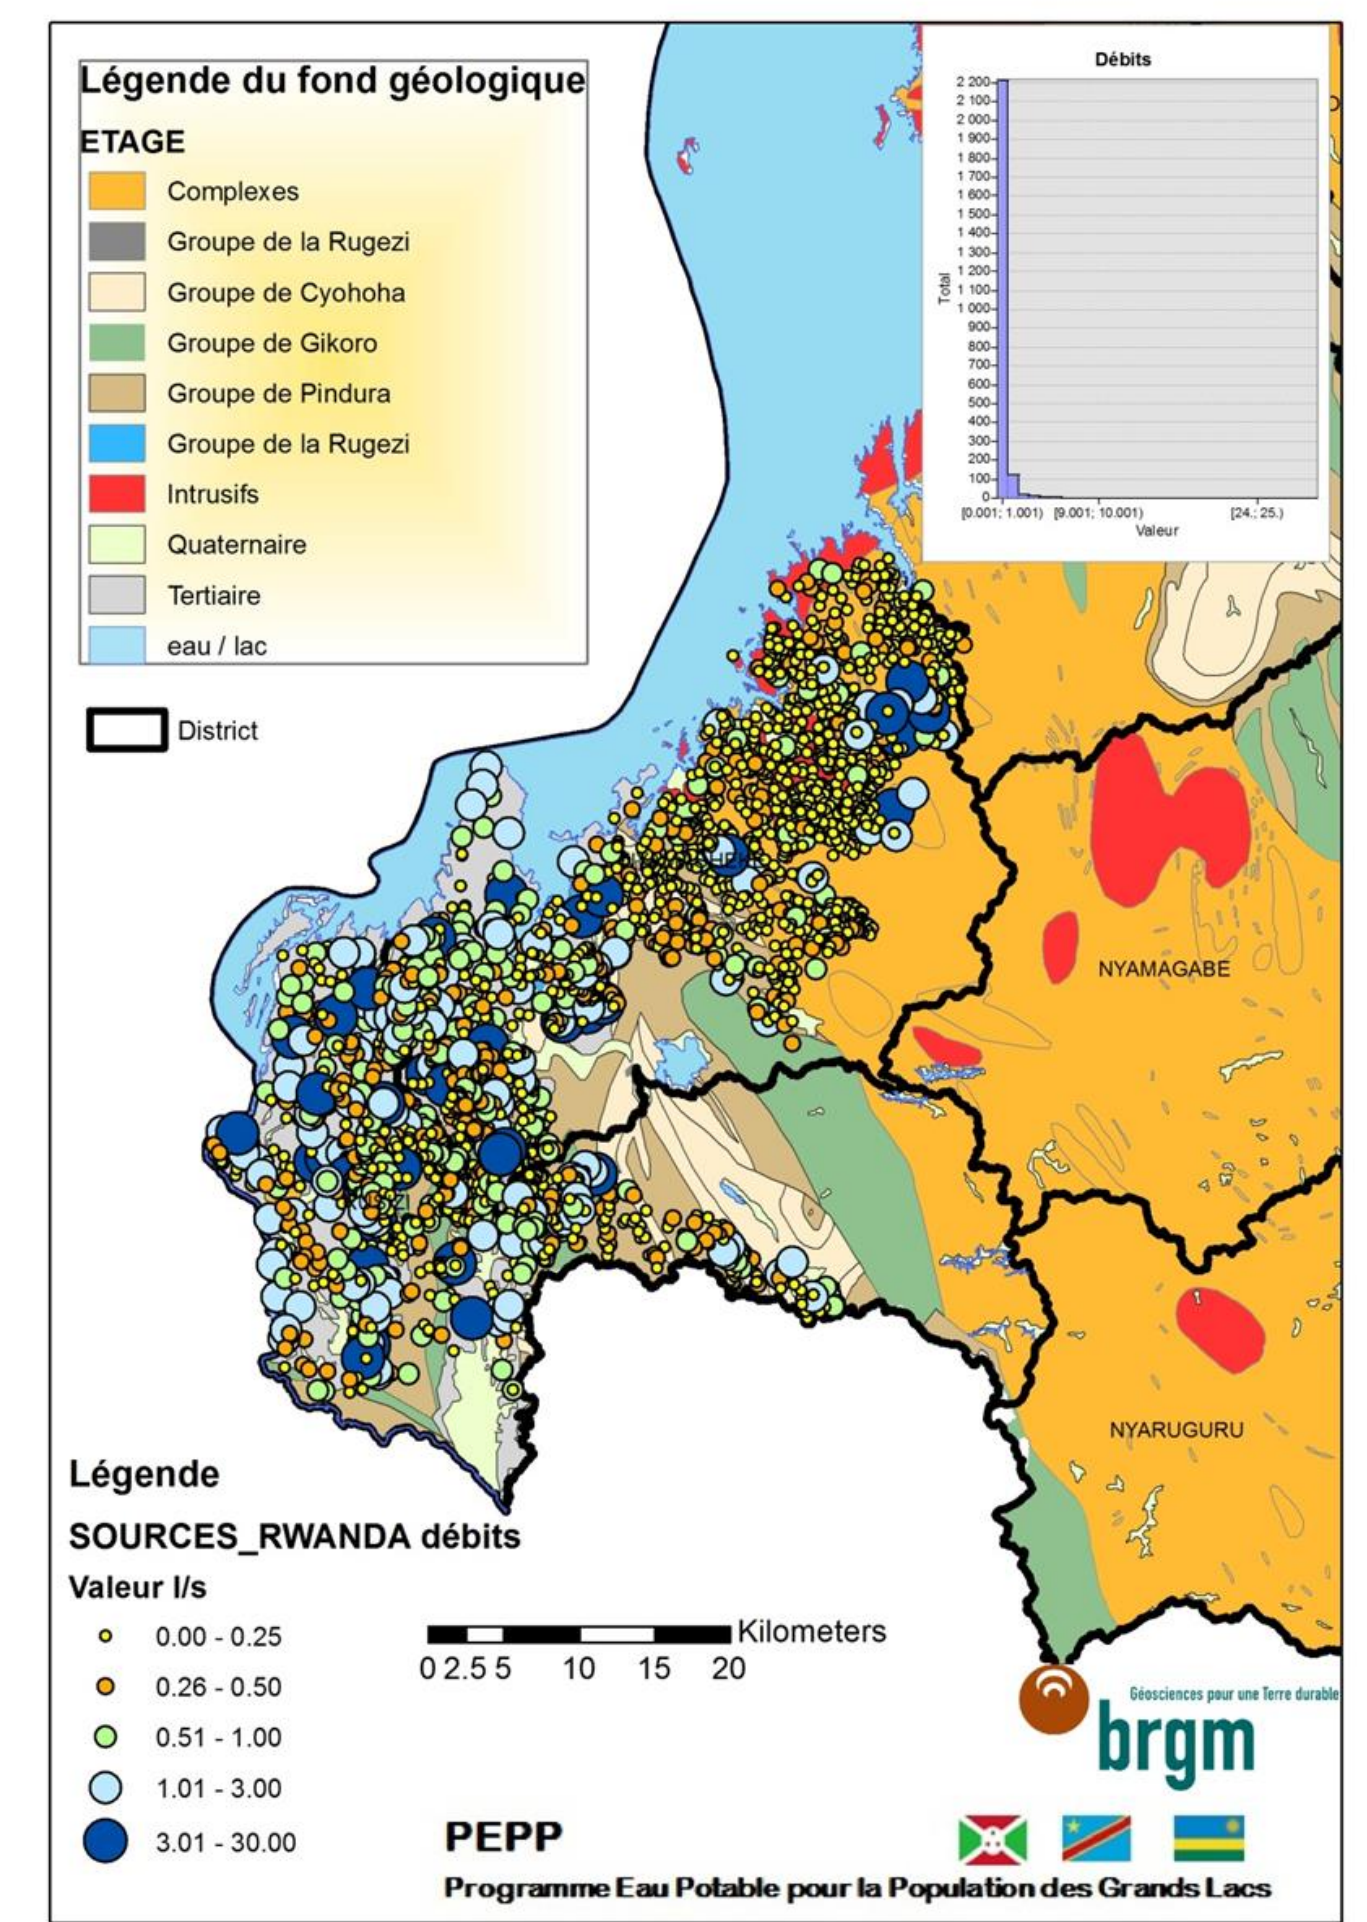 Légende du fond géologique
ETAGE
Complexes
Groupe de la Rugezi
Groupe de Cyohoha
Groupe de Gikoro
Groupe de Pindura
Groupe de la Rugezi
Intrusifs
Quaternaire
Tertiaire
eau / lac
District
Débits
Total
2 200
2 100
2 000
1 900
1 800
1 700
1 600
1 500
1 400
1 300
1 200
1 100
1 000
900
800
700
600
500
400
300
200
100
0
[0.001; 1.001) [9.001; 10.001) [24.; 25.)
Valeur
NYAMAGABE
NYARUGURU
Légende
SOURCES_RWANDA débits
Valeur l/s
0.00 - 0.25
0.26 - 0.50
0.51 - 1.00
1.01 - 3.00
3.01 - 30.00
Kilometers
0 2.5 5 10 15 20
Géosciences pour une Terre durable
brgm
PEPP
Programme Eau Potable pour la Population des Grands Lacs